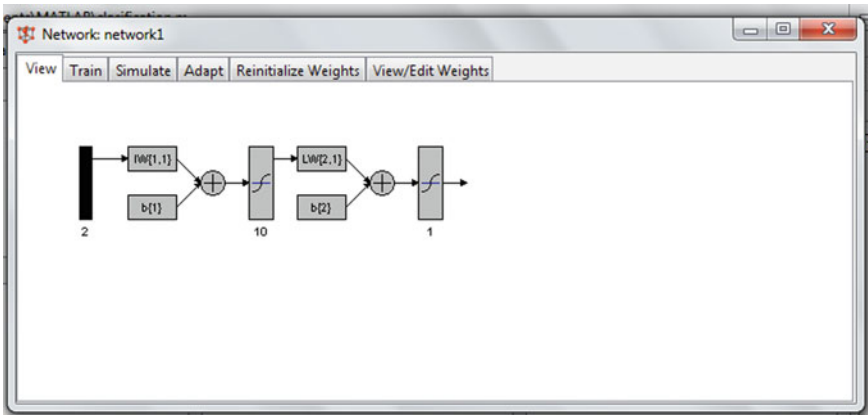 Network: network1
View Train Simulate Adapt Reinitialize Weights View/Edit Weights
IW{1,1} LW{2,1}
b{1} b{2}
2 10 1